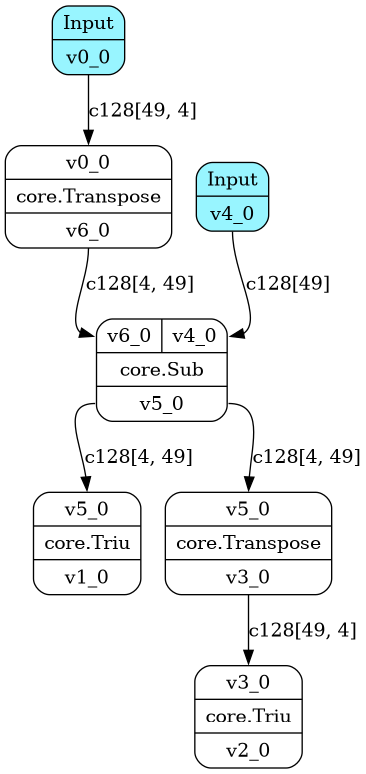 Input
v0_0
c128[49, 4]
v0_0
core.Transpose
v6_0
Input
v4_0
c128[4, 49]
c128[49]
v6_0 v4_0
core.Sub
v5_0
c128[4, 49]
c128[4, 49]
v5_0
core.Triu
v1_0
v5_0
core.Transpose
v3_0
c128[49, 4]
v3_0
core.Triu
v2_0